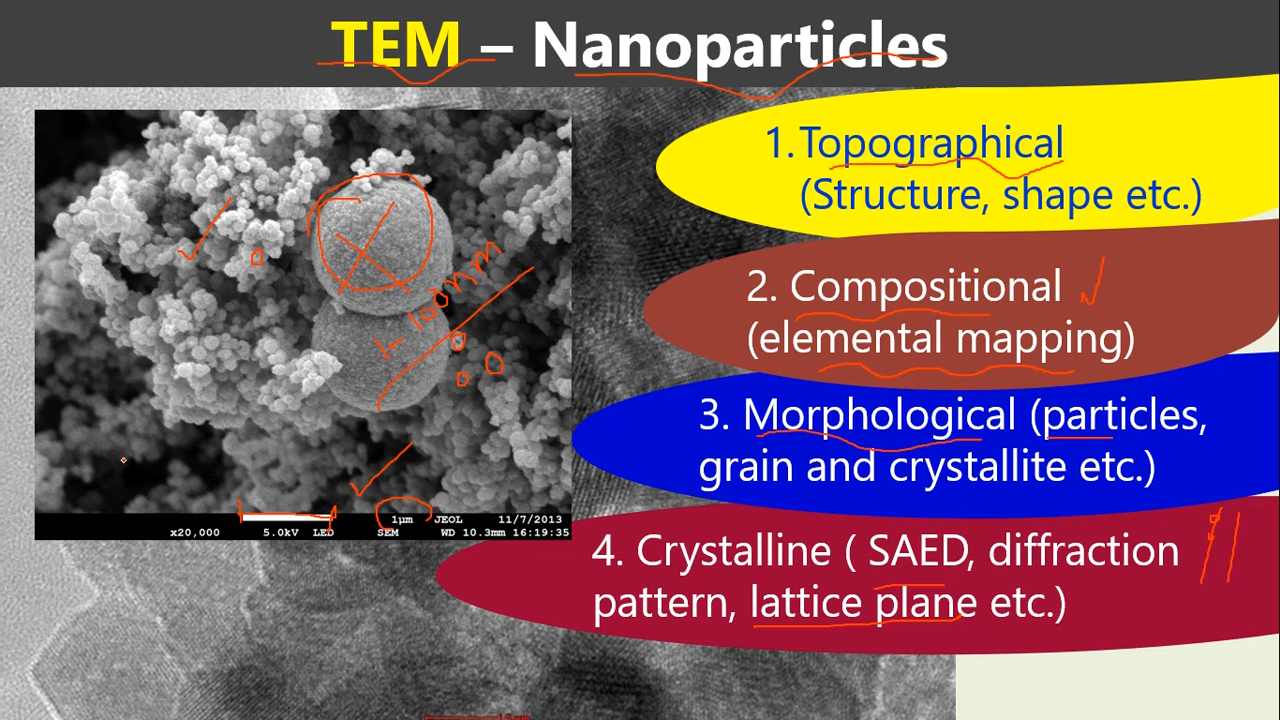 TEM – Nanoparticles
1. Topographical
(Structure, shape etc.)
2. Compositional
(elemental mapping)
3. Morphological (particles,
grain and crystallite etc.)
4. Crystalline ( SAED, diffraction
pattern, lattice plane etc.)
1-100nm
1µm JEOL 11/7/2013
x20,000 5.0kV LED SEM WD 10.3mm 16:19:35